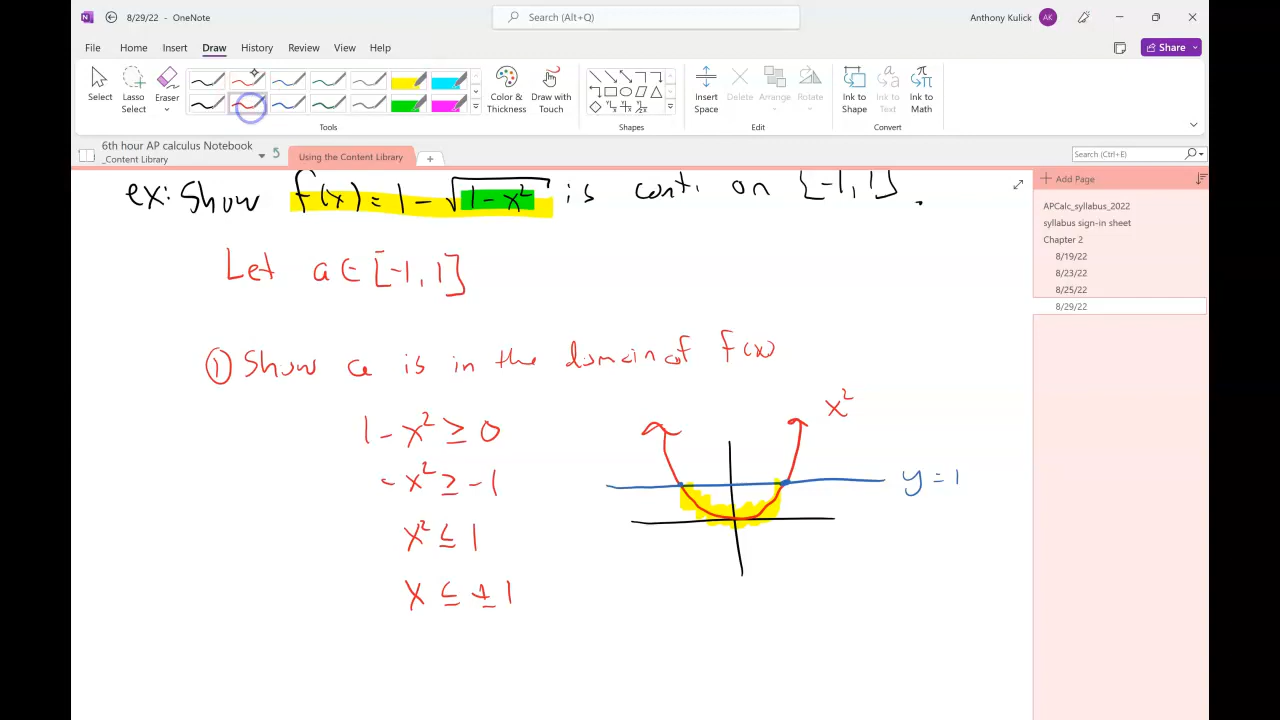 8/29/22 - OneNote
Search (Alt+Q)
Anthony Kulick AK
File Home Insert Draw History Review View Help Share
Select Lasso Select Eraser Color & Thickness Draw with Touch Insert Space Delete Arrange Rotate Ink to Shape Ink to Text Ink to Math
Tools Shapes Edit Convert
6th hour AP calculus Notebook
_Content Library
Using the Content Library
Search (Ctrl+E)
Add Page
APCalc_syllabus_2022
syllabus sign-in sheet
Chapter 2
8/19/22
8/23/22
8/25/22
8/29/22
ex: Show f(x) = 1 - √(1-x²) is conti. on [-1, 1].
Let a ∈ [-1, 1]
① Show a is in the domain of f(x)
1 - x² ≥ 0
- x² ≥ -1
x² ≤ 1
x ≤ ±1
x²
y = 1